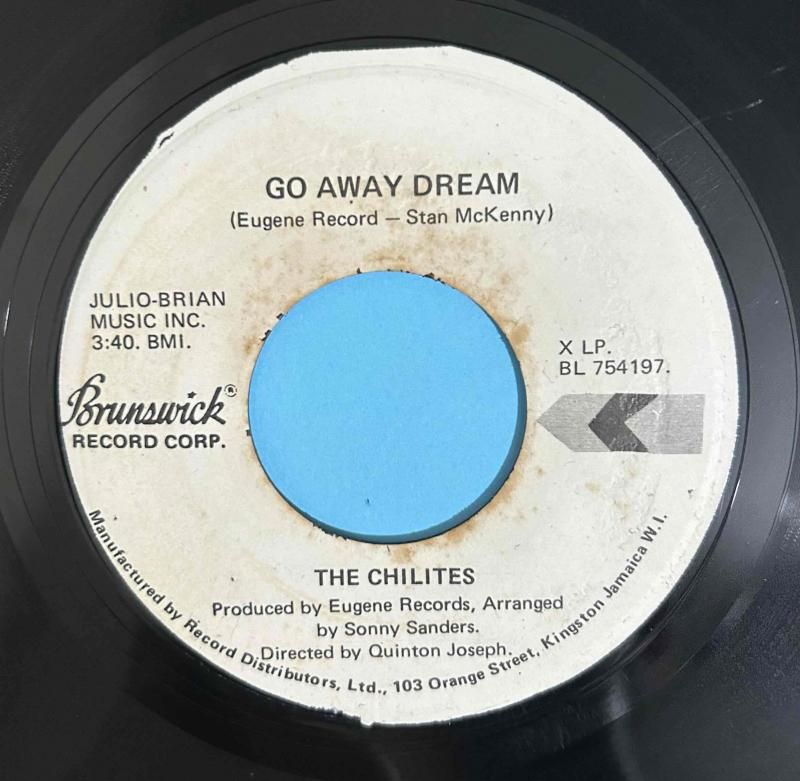 GO AWAY DREAM
(Eugene Record — Stan McKenny)
JULIO-BRIAN
MUSIC INC.
3:40. BMI.
X LP.
BL 754197.
Brunswick®
RECORD CORP.
THE CHILITES
Produced by Eugene Records, Arranged
by Sonny Sanders.
Directed by Quinton Joseph.
Manufactured by Record Distributors, Ltd., 103 Orange Street, Kingston Jamaica W.I.